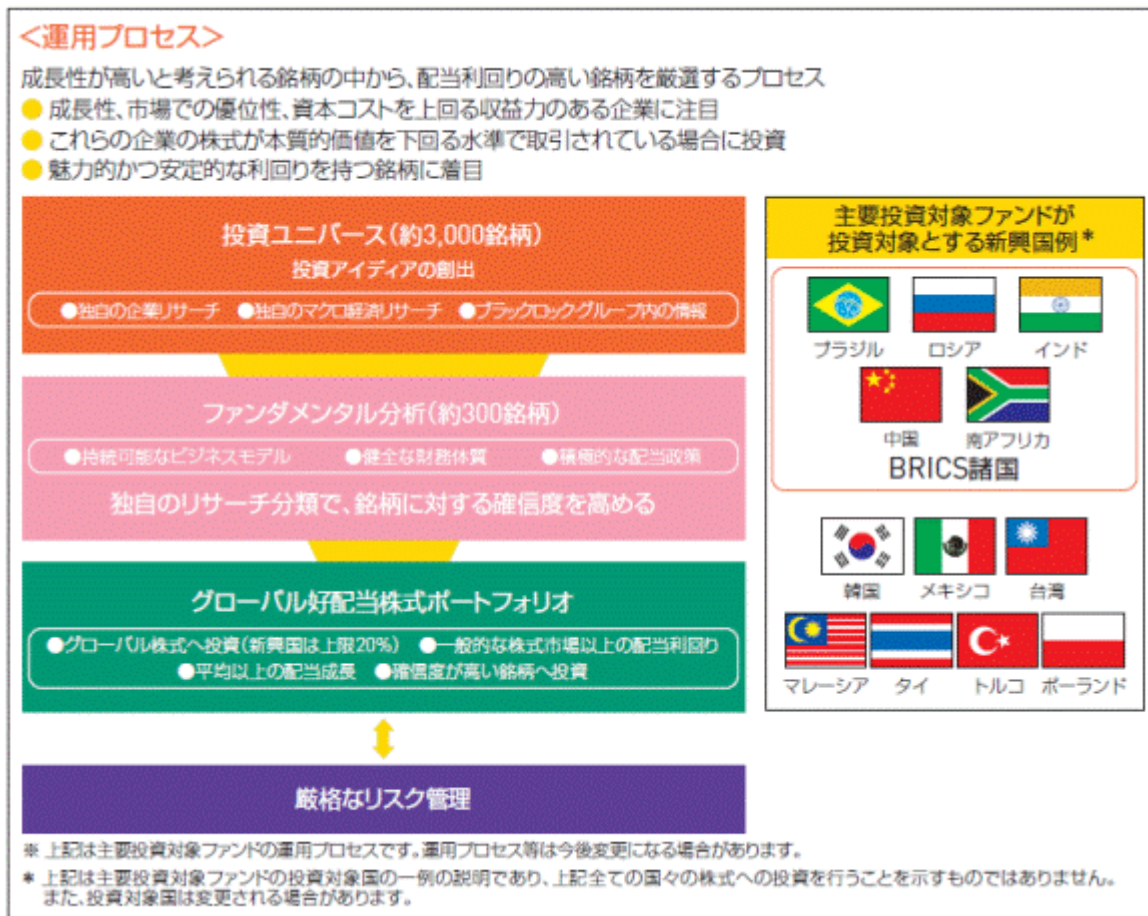 ＜運用プロセス＞
成長性が高いと考えられる銘柄の中から、配当利回りの高い銘柄を厳選するプロセス
● 成長性、市場での優位性、資本コストを上回る収益力のある企業に注目
● これらの企業の株式が本質的価値を下回る水準で取引されている場合に投資
● 魅力的かつ安定的な利回りを持つ銘柄に着目
投資ユニバース（約3,000銘柄）
投資アイディアの創出
●独自の企業リサーチ ●独自のマクロ経済リサーチ ●ブラックロック・グループ内の情報
ファンダメンタル分析（約300銘柄）
●持続可能なビジネスモデル ●健全な財務体質 ●積極的な配当政策
独自のリサーチ分類で、銘柄に対する確信度を高める
グローバル好配当株式ポートフォリオ
●グローバル株式へ投資（新興国は上限20%） ●一般的な株式市場以上の配当利回り
●平均以上の配当成長 ●確信度が高い銘柄へ投資
厳格なリスク管理
主要投資対象ファンドが
投資対象とする新興国例*
ブラジル ロシア インド
中国 南アフリカ
BRICS諸国
韓国 メキシコ 台湾
マレーシア タイ トルコ ポーランド
※ 上記は主要投資対象ファンドの運用プロセスです。運用プロセス等は今後変更になる場合があります。
* 上記は主要投資対象ファンドの投資対象国の一例の説明であり、上記全ての国々の株式への投資を行うことを示すものではありません。
また、投資対象国は変更される場合があります。